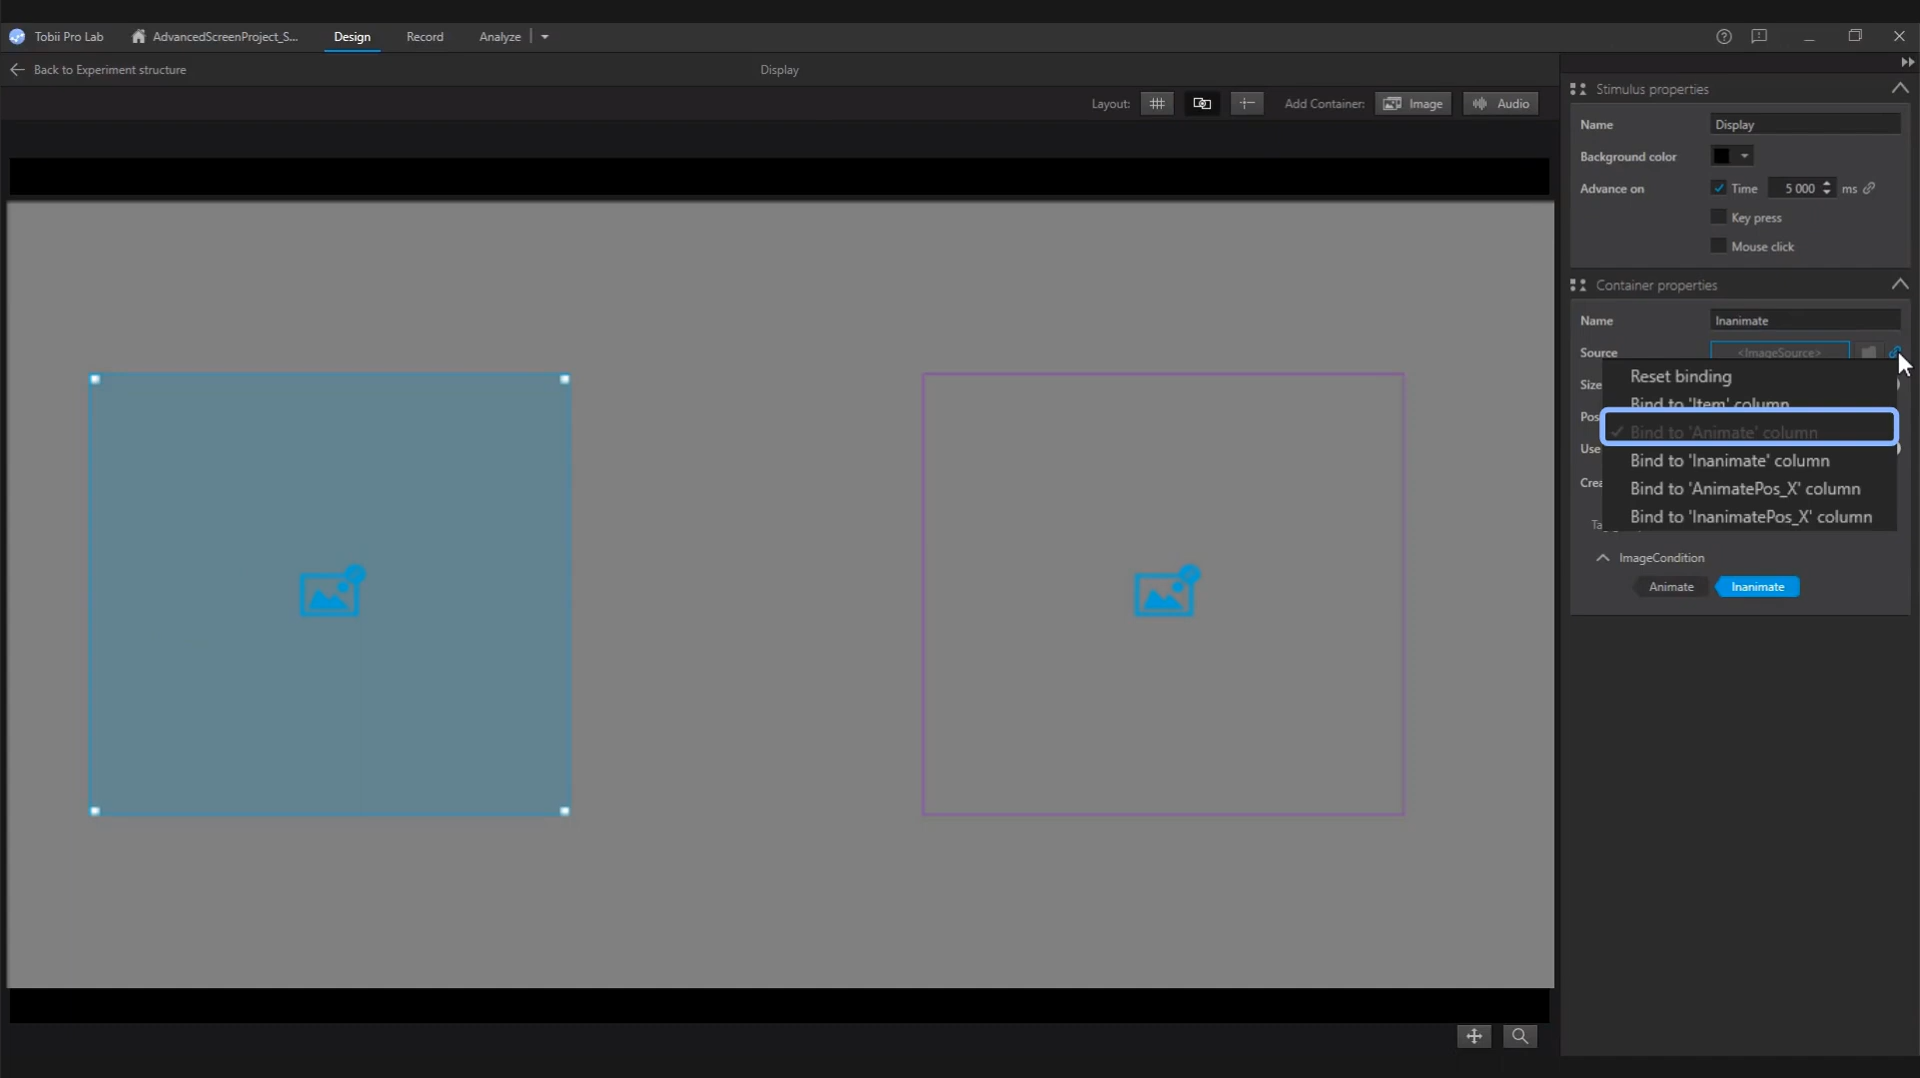 Tobii Pro Lab AdvancedScreenProject_S... Design Record Analyze
Back to Experiment structure Display
Layout: Add Container: Image Audio
Stimulus properties
Name Display
Background color
Advance on Time 5 000 ms
Key press
Mouse click
Container properties
Name Inanimate
Source <ImageSource>
Reset binding
Size
Bind to 'Item' column
Pos
Bind to 'Animate' column
Use
Bind to 'Inanimate' column
Crea
Bind to 'AnimatePos_X' column
Bind to 'InanimatePos_X' column
ImageCondition
Animate Inanimate